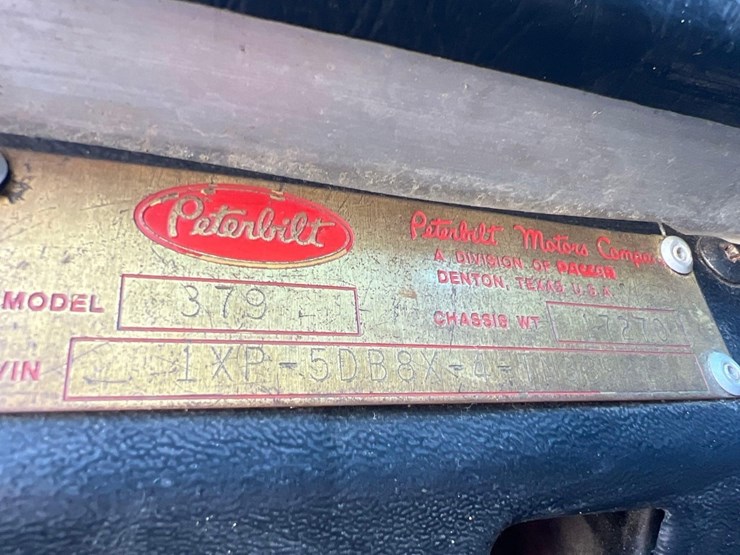 Peterbilt
Peterbilt Motors Company
A DIVISION OF PACCAR
DENTON, TEXAS U.S.A.
MODEL 379
CHASSIS WT
VIN 1XP-5DB8X-4-